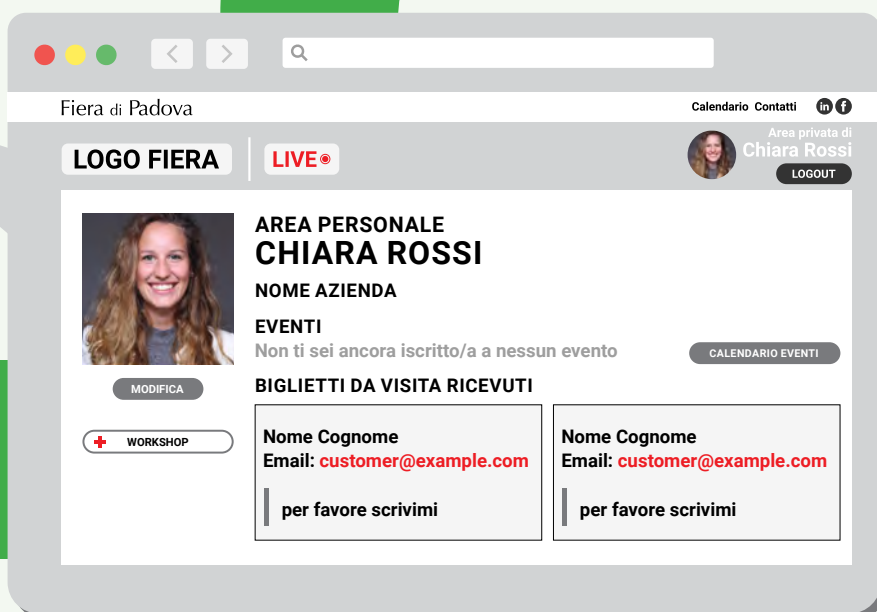 Fiera di Padova
Calendario Contatti in f
LOGO FIERA
LIVE
Area privata di
Chiara Rossi
LOGOUT
AREA PERSONALE
CHIARA ROSSI
NOME AZIENDA
EVENTI
Non ti sei ancora iscritto/a a nessun evento
CALENDARIO EVENTI
MODIFICA
WORKSHOP
BIGLIETTI DA VISITA RICEVUTI
Nome Cognome
Email: customer@example.com
per favore scrivimi
Nome Cognome
Email: customer@example.com
per favore scrivimi